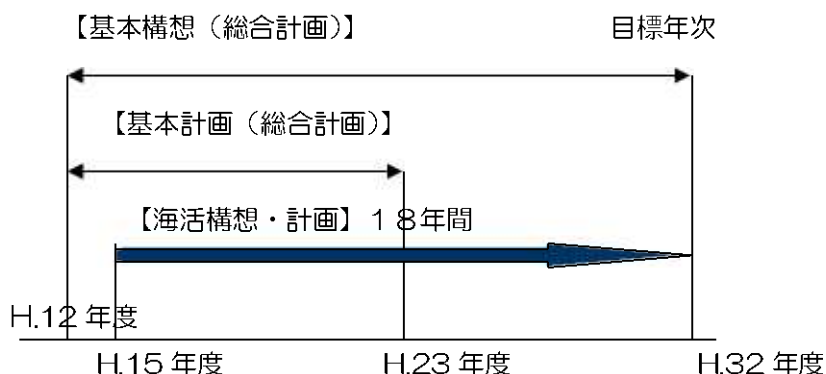 【基本構想（総合計画）】 目標年次
【基本計画（総合計画）】
【海活構想・計画】１８年間
H.12 年度
H.15 年度 H.23 年度 H.32 年度